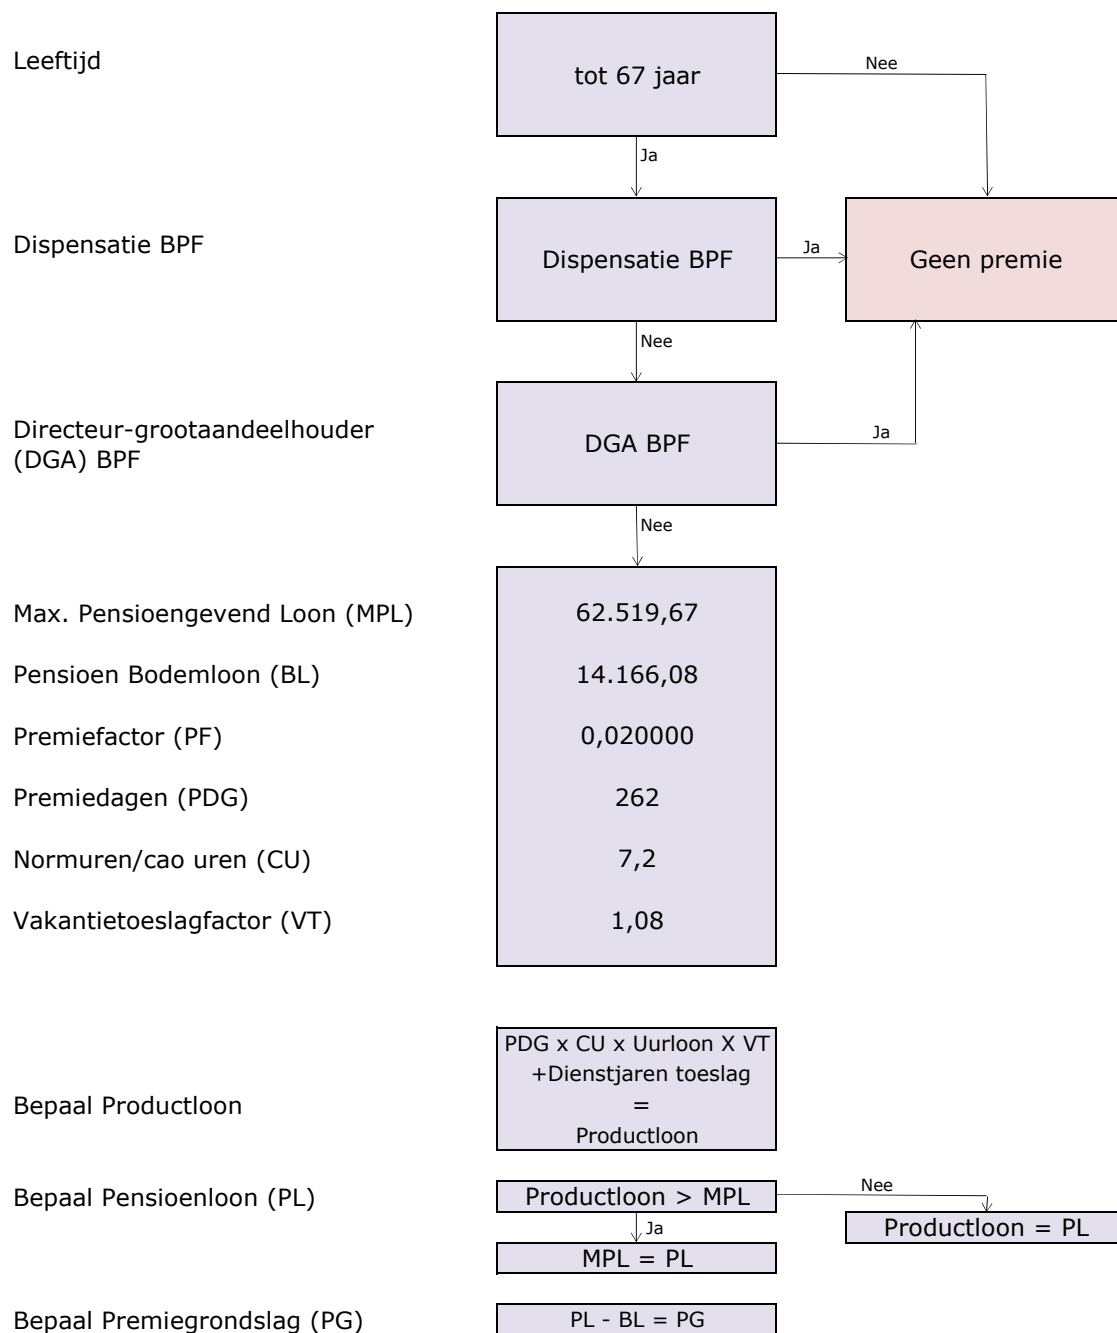 Leeftijd
tot 67 jaar
Nee
Ja
Dispensatie BPF
Dispensatie BPF
Ja
Geen premie
Nee
Directeur-grootaandeelhouder
(DGA) BPF
DGA BPF
Ja
Nee
Max. Pensioengevend Loon (MPL)
62.519,67
Pensioen Bodemloon (BL)
14.166,08
Premiefactor (PF)
0,020000
Premiedagen (PDG)
262
Normuren/cao uren (CU)
7,2
Vakantietoeslagfactor (VT)
1,08
Bepaal Productloon
PDG x CU x Uurloon X VT
+Dienstjaren toeslag
=
Productloon
Bepaal Pensioenloon (PL)
Productloon > MPL
Nee
Ja
Productloon = PL
MPL = PL
Bepaal Premiegrondslag (PG)
PL - BL = PG